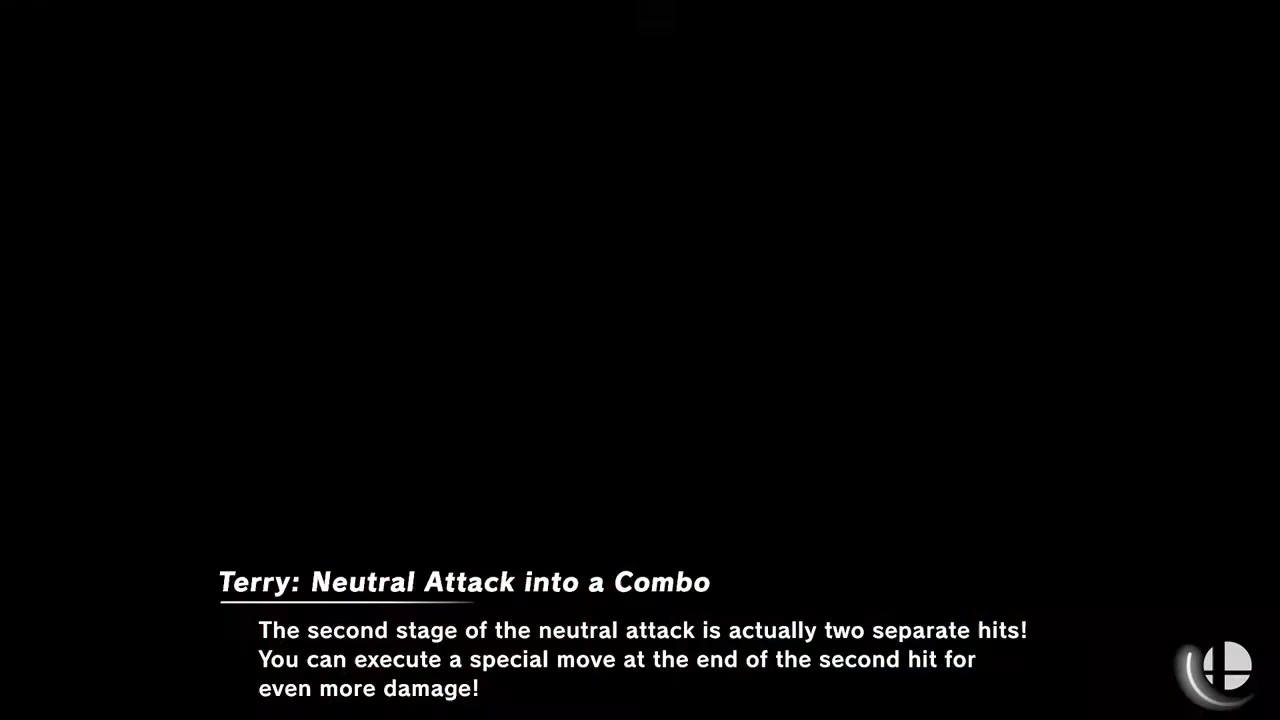 Terry: Neutral Attack into a Combo
The second stage of the neutral attack is actually two separate hits!
You can execute a special move at the end of the second hit for
even more damage!